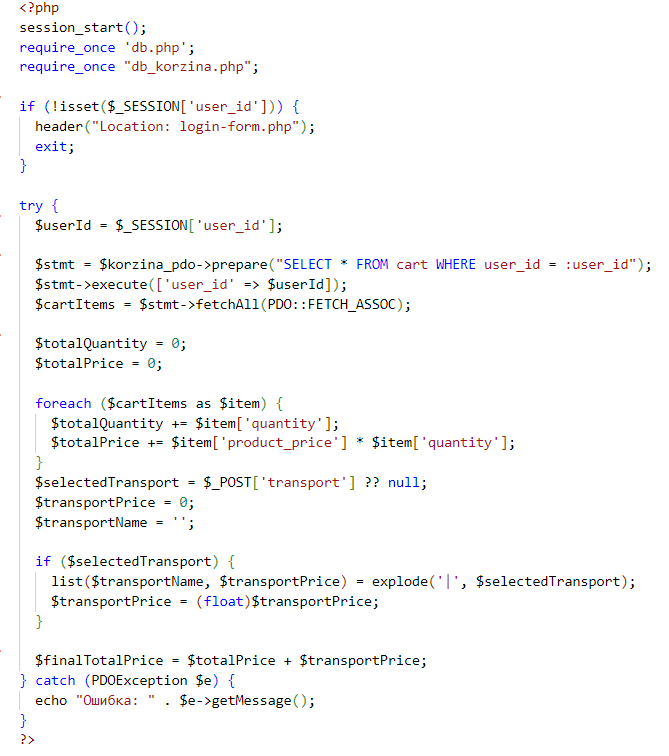 <?php
session_start();
require_once 'db.php';
require_once "db_korzina.php";
if (!isset($_SESSION['user_id'])) {
header("Location: login-form.php");
exit;
}
try {
$userId = $_SESSION['user_id'];
$stmt = $korzina_pdo->prepare("SELECT * FROM cart WHERE user_id = :user_id");
$stmt->execute(['user_id' => $userId]);
$cartItems = $stmt->fetchAll(PDO::FETCH_ASSOC);
$totalQuantity = 0;
$totalPrice = 0;
foreach ($cartItems as $item) {
$totalQuantity += $item['quantity'];
$totalPrice += $item['product_price'] * $item['quantity'];
}
$selectedTransport = $_POST['transport'] ?? null;
$transportPrice = 0;
$transportName = '';
if ($selectedTransport) {
list($transportName, $transportPrice) = explode('|', $selectedTransport);
$transportPrice = (float)$transportPrice;
}
$finalTotalPrice = $totalPrice + $transportPrice;
} catch (PDOException $e) {
echo "Ошибка: " . $e->getMessage();
}
?>